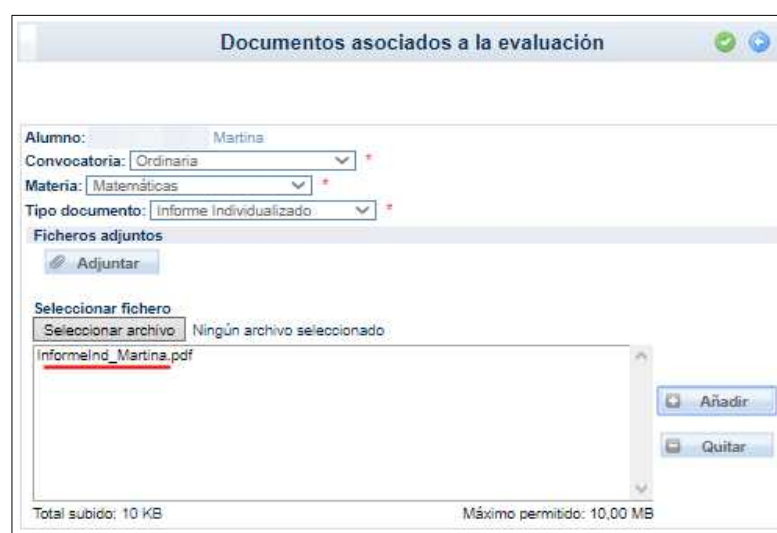 Documentos asociados a la evaluación
Alumno: Martina
Convocatoria: Ordinaria *
Materia: Matemáticas *
Tipo documento: Informe Individualizado *
Ficheros adjuntos
Adjuntar
Seleccionar fichero
Seleccionar archivo Ningún archivo seleccionado
InformeInd_Martina.pdf
Añadir
Quitar
Total subido: 10 KB Máximo permitido: 10,00 MB